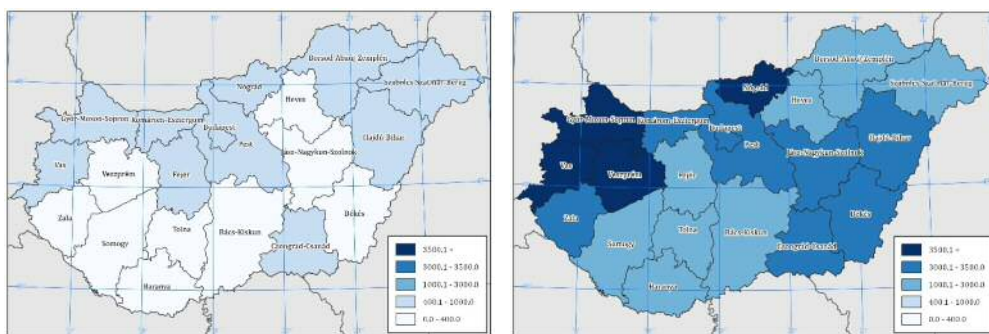 Borsod-Abaúj-Zemplén
Szabolcs-Szatmár-Bereg
Nógrád
Heves
Győr-Moson-Sopron
Komárom-Esztergom
Budapest
Hajdú-Bihar
Pest
Jász-Nagykun-Szolnok
Vas
Veszprém
Fejér
Zala
Békés
Somogy
Tolna
Bács-Kiskun
Csongrád-Csanád
Baranya
3500,1 +
3000,1 - 3500,0
1000,1 - 3000,0
400,1 - 1000,0
0,0 - 400,0
Borsod-Abaúj-Zemplén
Szabolcs-Szatmár-Bereg
Nógrád
Heves
Győr-Moson-Sopron
Komárom-Esztergom
Budapest
Hajdú-Bihar
Pest
Jász-Nagykun-Szolnok
Vas
Veszprém
Fejér
Zala
Békés
Somogy
Tolna
Bács-Kiskun
Csongrád-Csanád
Baranya
3500,1 +
3000,1 - 3500,0
1000,1 - 3000,0
400,1 - 1000,0
0,0 - 400,0